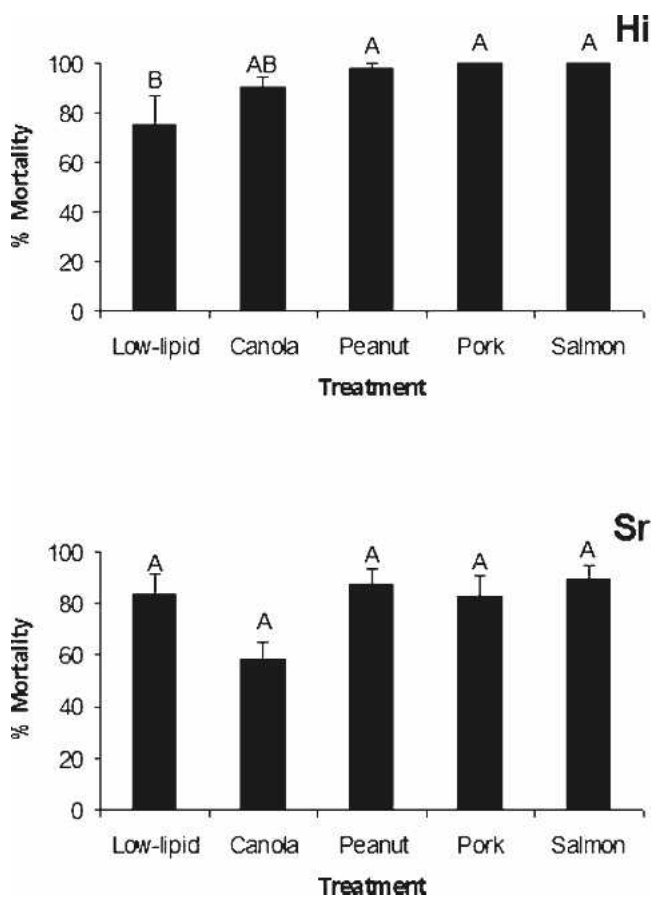 Hi
A A A
AB
B
100
80
60
40
20
0
% Mortality
Low-lipid Canola Peanut Pork Salmon
Treatment
Sr
100
A A A A
A
80
60
40
20
0
% Mortality
Low-lipid Canola Peanut Pork Salmon
Treatment